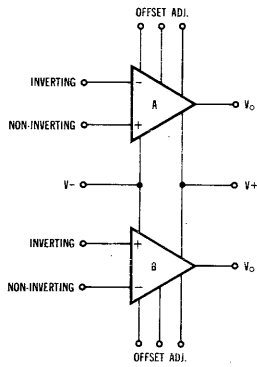 OFFSET ADJ.
INVERTING
−
A
VO
NON-INVERTING
+
V−
V+
INVERTING
+
B
VO
NON-INVERTING
−
OFFSET ADJ.